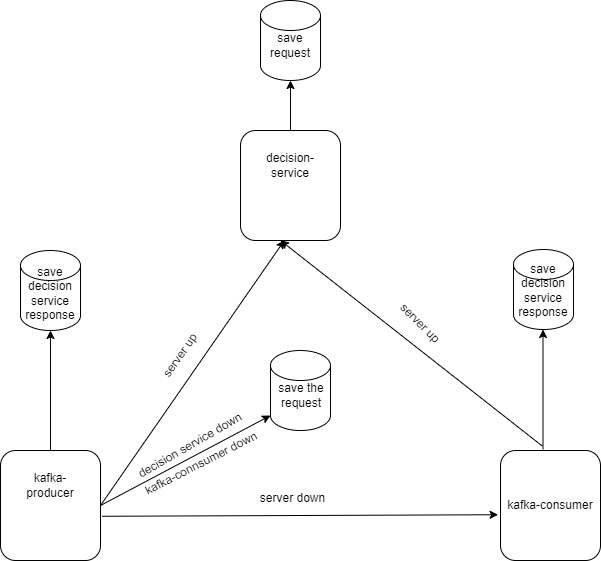 save
request
decision-
service
save
decision
service
response
save
decision
service
response
server up
server up
save the
request
decision service down
kafka-connsumer down
kafka-
producer
server down
kafka-consumer